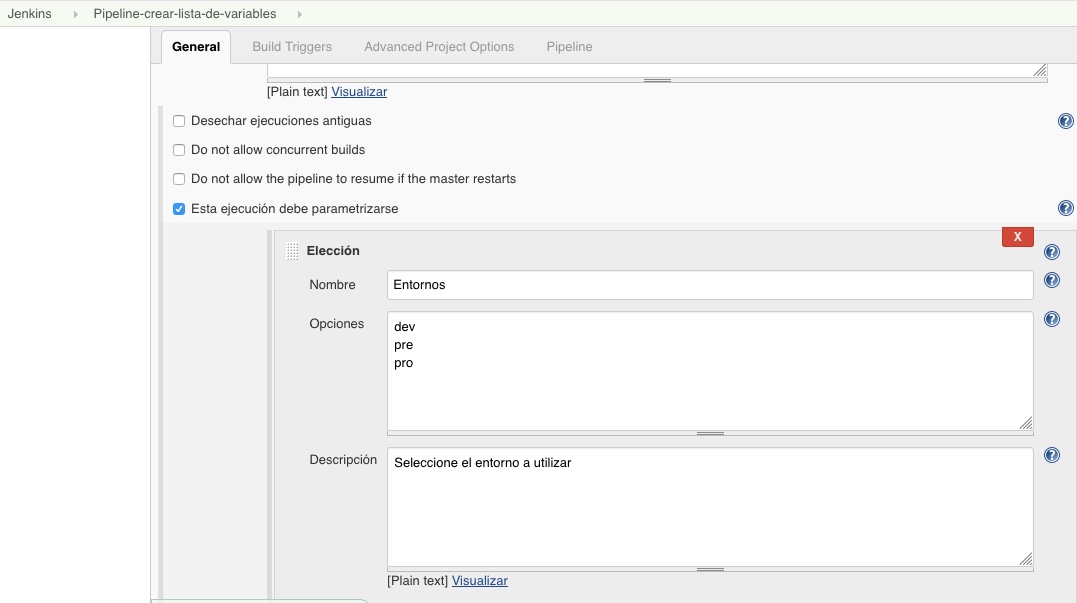 Jenkins Pipeline-crear-lista-de-variables
General Build Triggers Advanced Project Options Pipeline
[Plain text] Visualizar
Desechar ejecuciones antiguas
Do not allow concurrent builds
Do not allow the pipeline to resume if the master restarts
Esta ejecución debe parametrizarse
X
Elección
Nombre Entornos
Opciones dev
pre
pro
Descripción Seleccione el entorno a utilizar
[Plain text] Visualizar